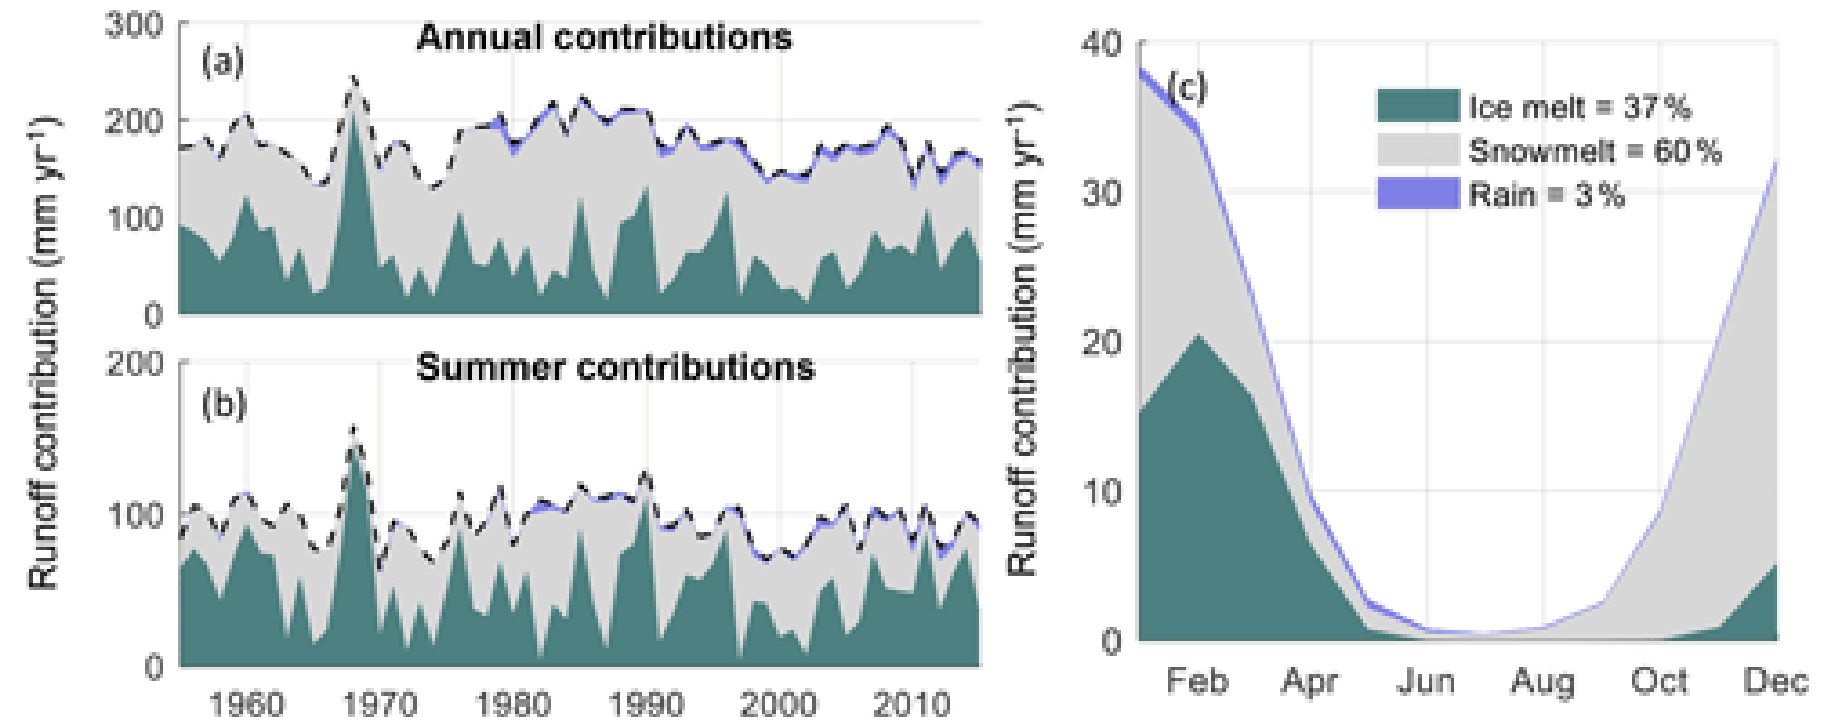 Runoff contribution (mm yr⁻¹)
300
200
100
0
(a)
Annual contributions
200
100
0
(b)
Summer contributions
1960 1970 1980 1990 2000 2010
Runoff contribution (mm yr⁻¹)
40
30
20
10
0
(c)
Ice melt = 37%
Snowmelt = 60%
Rain = 3%
Feb Apr Jun Aug Oct Dec